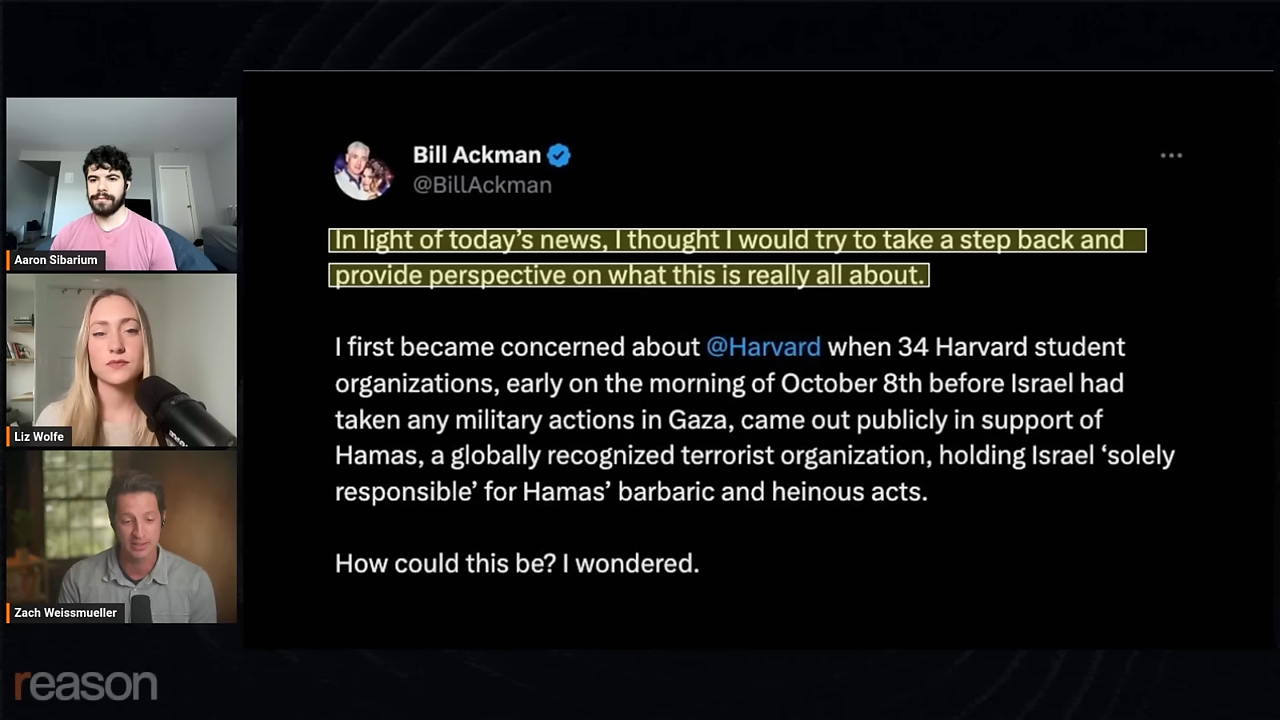 Aaron Sibarium
Liz Wolfe
Zach Weissmueller
reason
Bill Ackman
@BillAckman
In light of today’s news, I thought I would try to take a step back and
provide perspective on what this is really all about.
I first became concerned about @Harvard when 34 Harvard student
organizations, early on the morning of October 8th before Israel had
taken any military actions in Gaza, came out publicly in support of
Hamas, a globally recognized terrorist organization, holding Israel ‘solely
responsible’ for Hamas’ barbaric and heinous acts.
How could this be? I wondered.